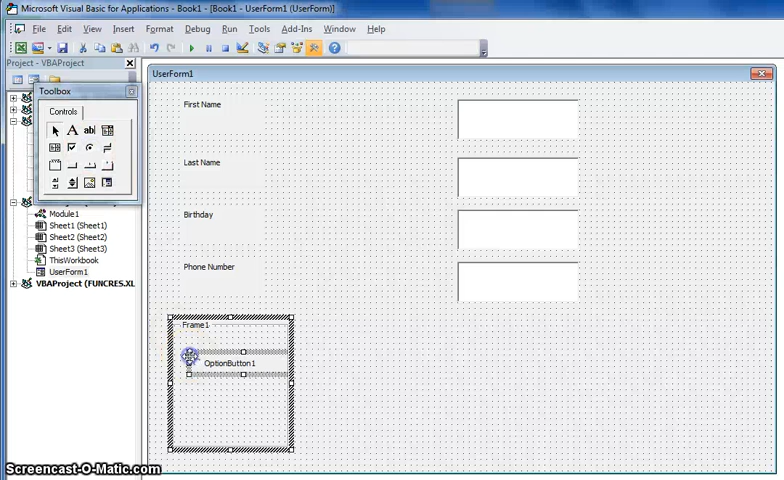 Microsoft Visual Basic for Applications - Book1 - [Book1 - UserForm1 (UserForm)]
File Edit View Insert Format Debug Run Tools Add-Ins Window Help
Project - VBAProject
Toolbox
Controls
A ab|
Module1
Sheet1 (Sheet1)
Sheet2 (Sheet2)
Sheet3 (Sheet3)
ThisWorkbook
UserForm1
VBAProject (FUNCRES.XL
UserForm1
First Name
Last Name
Birthday
Phone Number
Frame1
OptionButton1
Screencast-O-Matic.com